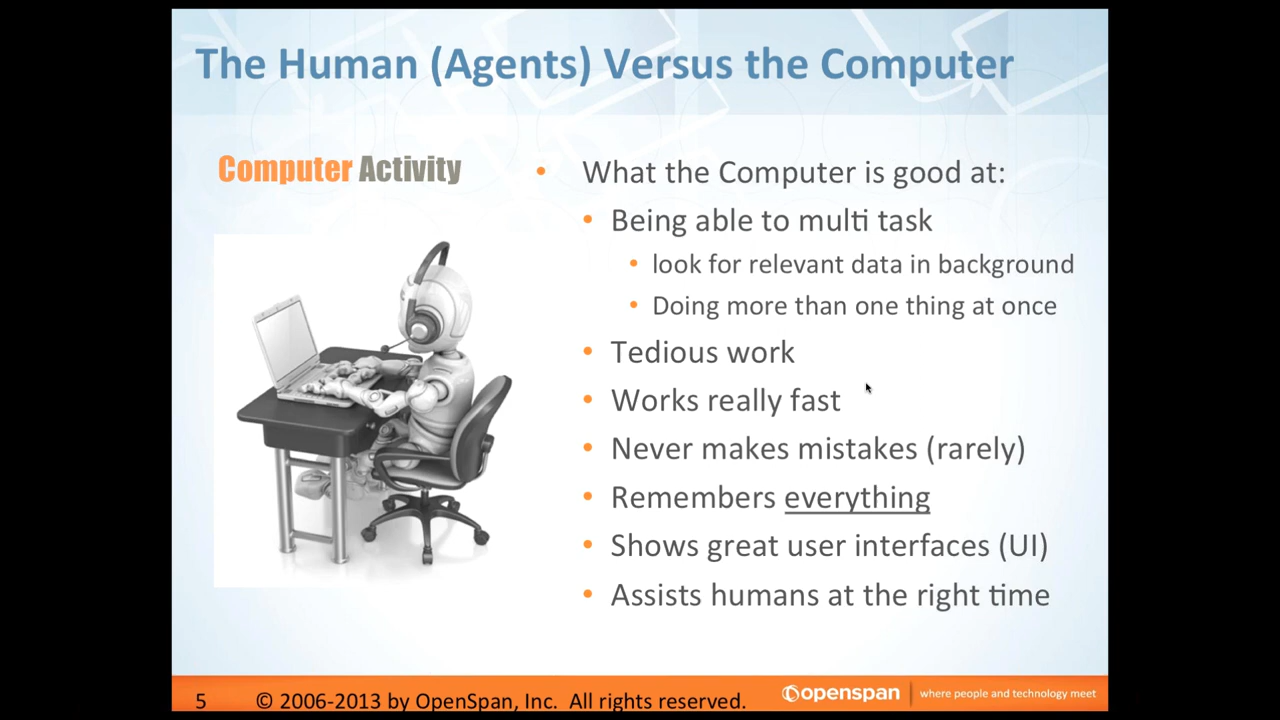 The Human (Agents) Versus the Computer
Computer Activity
• What the Computer is good at:
• Being able to multi task
• look for relevant data in background
• Doing more than one thing at once
• Tedious work
• Works really fast
• Never makes mistakes (rarely)
• Remembers everything
• Shows great user interfaces (UI)
• Assists humans at the right time
5 © 2006-2013 by OpenSpan, Inc. All rights reserved. openspan where people and technology meet